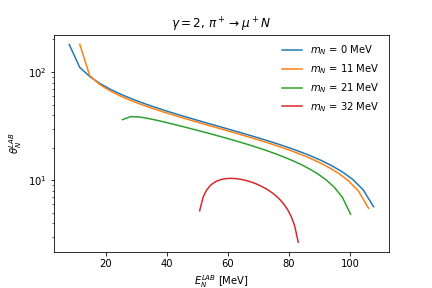 γ = 2, π⁺ → μ⁺N
m_N = 0 MeV
m_N = 11 MeV
m_N = 21 MeV
m_N = 32 MeV
10²
10¹
θ_N^LAB
20 40 60 80 100
E_N^LAB [MeV]